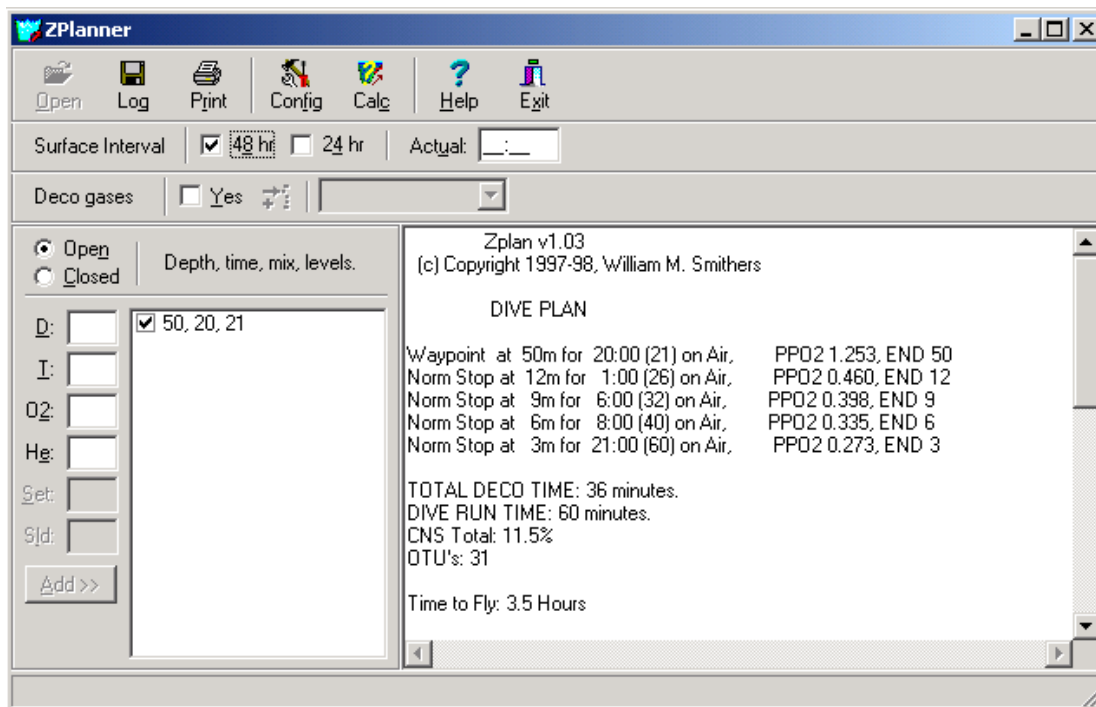 ZPlanner
Open Log Print Config Calc Help Exit
Surface Interval 48 hr 24 hr Actual: __:__
Deco gases Yes
Open
Closed
Depth, time, mix, levels.
D:
T:
O2:
He:
Set:
Sld:
Add >>
50, 20, 21
Zplan v1.03
(c) Copyright 1997-98, William M. Smithers
DIVE PLAN
Waypoint at 50m for 20:00 (21) on Air, PPO2 1.253, END 50
Norm Stop at 12m for 1:00 (26) on Air, PPO2 0.460, END 12
Norm Stop at 9m for 6:00 (32) on Air, PPO2 0.398, END 9
Norm Stop at 6m for 8:00 (40) on Air, PPO2 0.335, END 6
Norm Stop at 3m for 21:00 (60) on Air, PPO2 0.273, END 3
TOTAL DECO TIME: 36 minutes.
DIVE RUN TIME: 60 minutes.
CNS Total: 11.5%
OTU's: 31
Time to Fly: 3.5 Hours